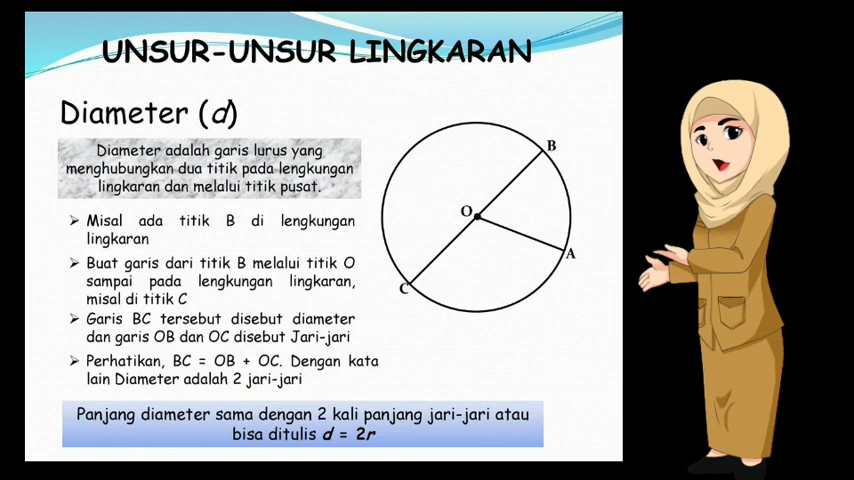 UNSUR-UNSUR LINGKARAN
Diameter (d)
Diameter adalah garis lurus yang
menghubungkan dua titik pada lengkungan
lingkaran dan melalui titik pusat.
➢ Misal ada titik B di lengkungan
lingkaran
➢ Buat garis dari titik B melalui titik O
sampai pada lengkungan lingkaran,
misal di titik C
➢ Garis BC tersebut disebut diameter
dan garis OB dan OC disebut Jari-jari
➢ Perhatikan, BC = OB + OC. Dengan kata
lain Diameter adalah 2 jari-jari
B
O
A
C
Panjang diameter sama dengan 2 kali panjang jari-jari atau
bisa ditulis d = 2r